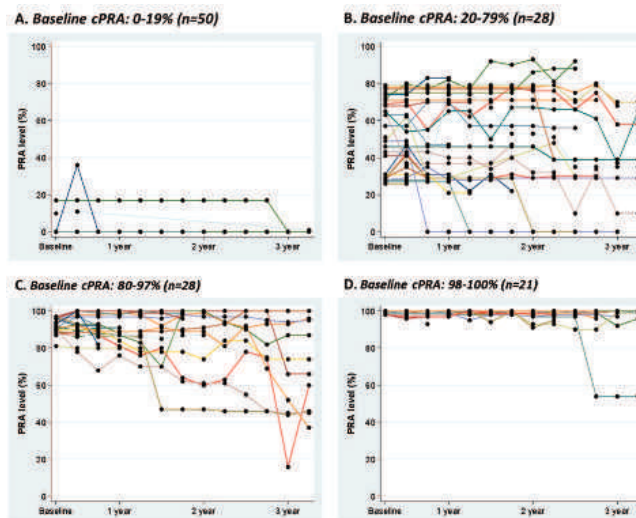 A. Baseline cPRA: 0-19% (n=50)
PRA level (%)
100
80
60
40
20
0
Baseline 1 year 2 year 3 year
B. Baseline cPRA: 20-79% (n=28)
PRA level (%)
100
80
60
40
20
0
Baseline 1 year 2 year 3 year
C. Baseline cPRA: 80-97% (n=28)
PRA level (%)
100
80
60
40
20
0
Baseline 1 year 2 year 3 year
D. Baseline cPRA: 98-100% (n=21)
PRA level (%)
100
80
60
40
20
0
Baseline 1 year 2 year 3 year